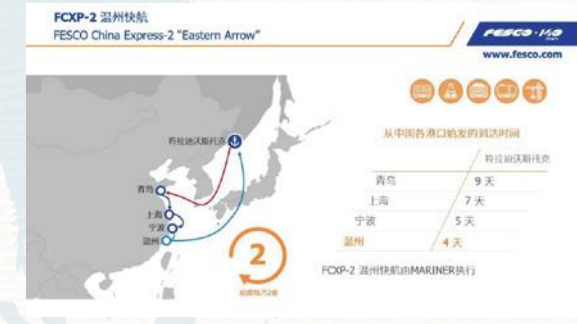 FCXP-2 温州快航
FESCO China Express-2 "Eastern Arrow"
FESCO
www.fesco.com
从中国各港口始发的到达时间
符拉迪沃斯托克
青岛 9 天
上海 7 天
宁波 5 天
温州 4 天
符拉迪沃斯托克
青岛
上海
宁波
温州
2
FCXP-2 温州快航由MARINER执行